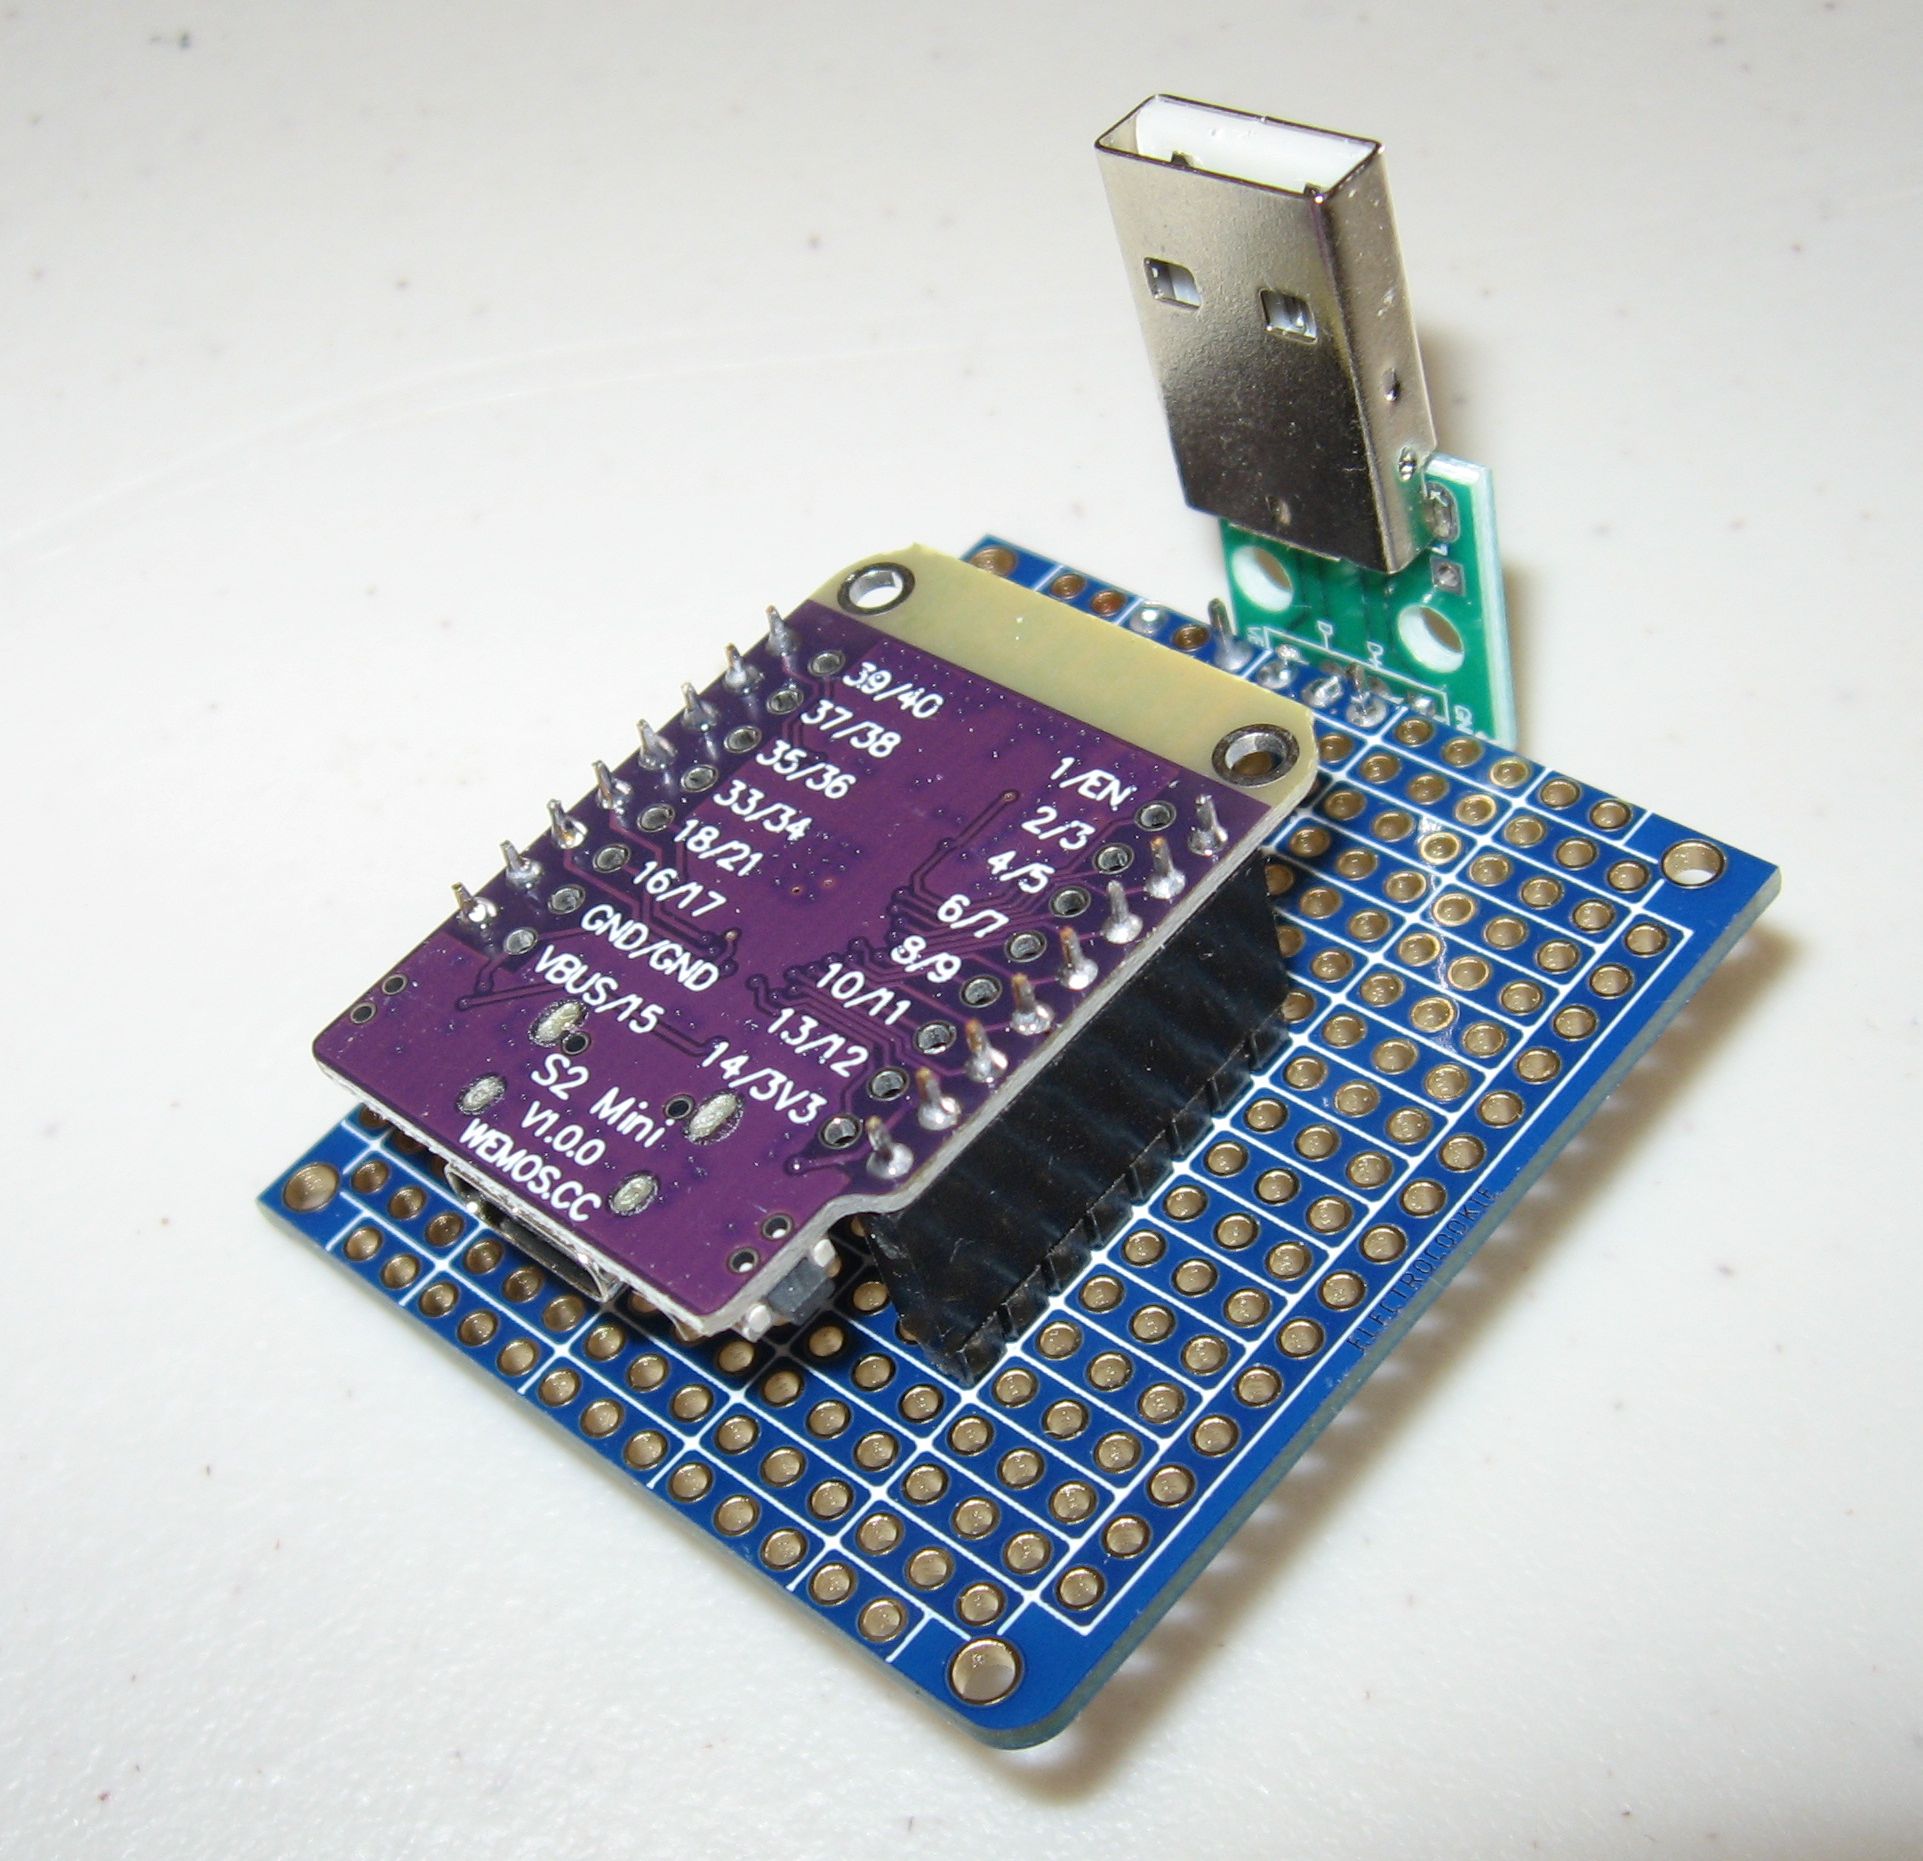 39/40
37/38
35/36
33/34
18/21
16/17
GND/GND
VBUS/15
1/EN
2/3
4/5
6/7
8/9
10/11
13/12
14/3V3
S2 Mini
V1.0.0
WEMOS.CC
D-
D+
ELECTROCOOKIE